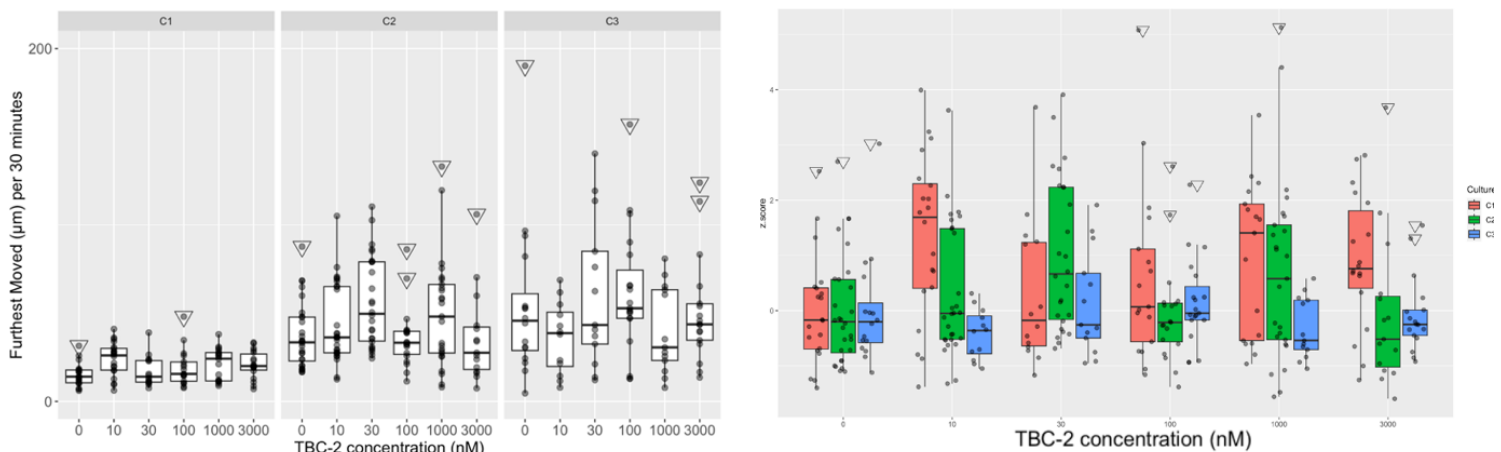 C1 C2 C3
Furthest Moved (µm) per 30 minutes
200
0
0 10 30 100 1000 3000 0 10 30 100 1000 3000 0 10 30 100 1000 3000
TBC-2 concentration (nM)
z.score
4
2
0
0 10 30 100 1000 3000
TBC-2 concentration (nM)
Culture
C1
C2
C3